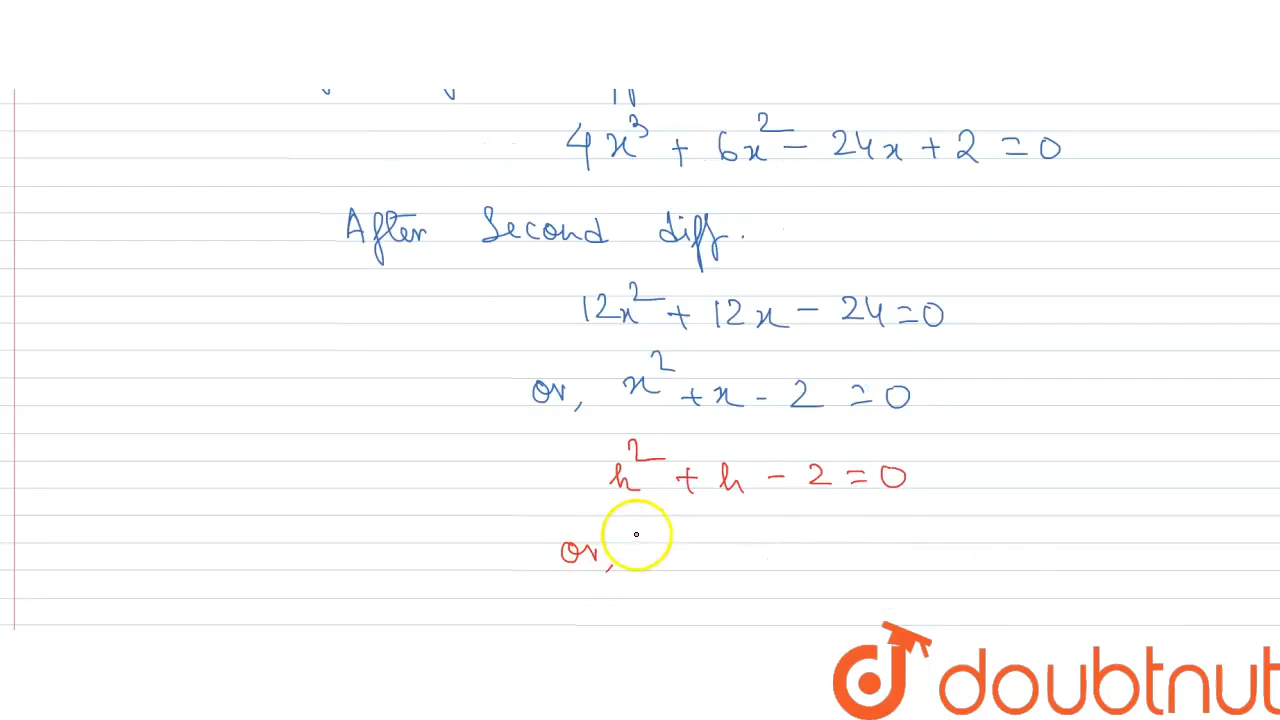 4x³ + 6x² - 24x + 2 = 0
After Second diff.
12x² + 12x - 24 = 0
or, x² + x - 2 = 0
h² + h - 2 = 0
or,
doubtnut